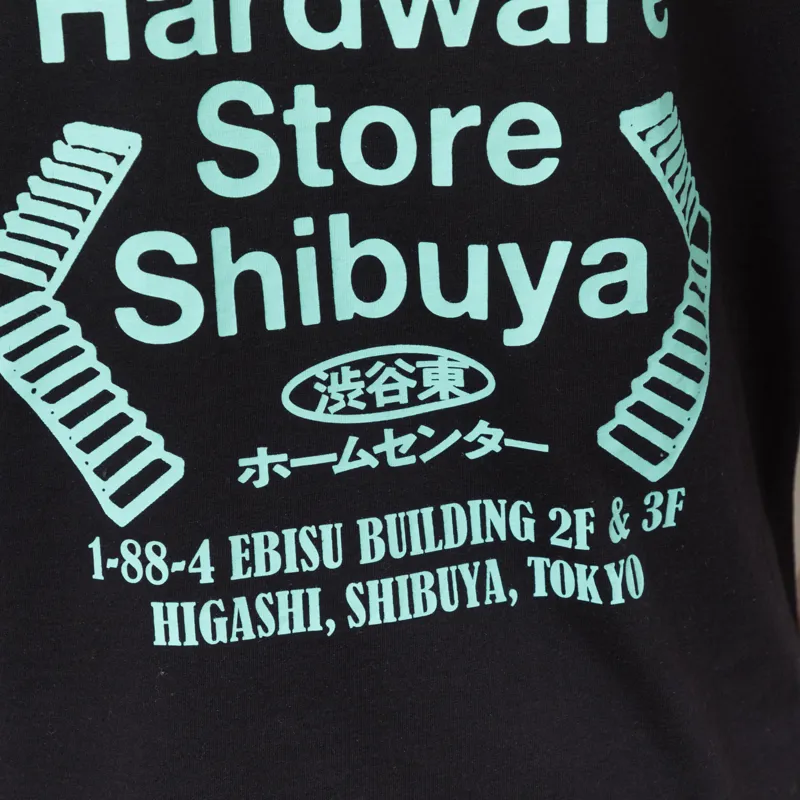 Hardware
Store
Shibuya
渋谷東
ホームセンター
1-88-4 EBISU BUILDING 2F & 3F
HIGASHI, SHIBUYA, TOKYO